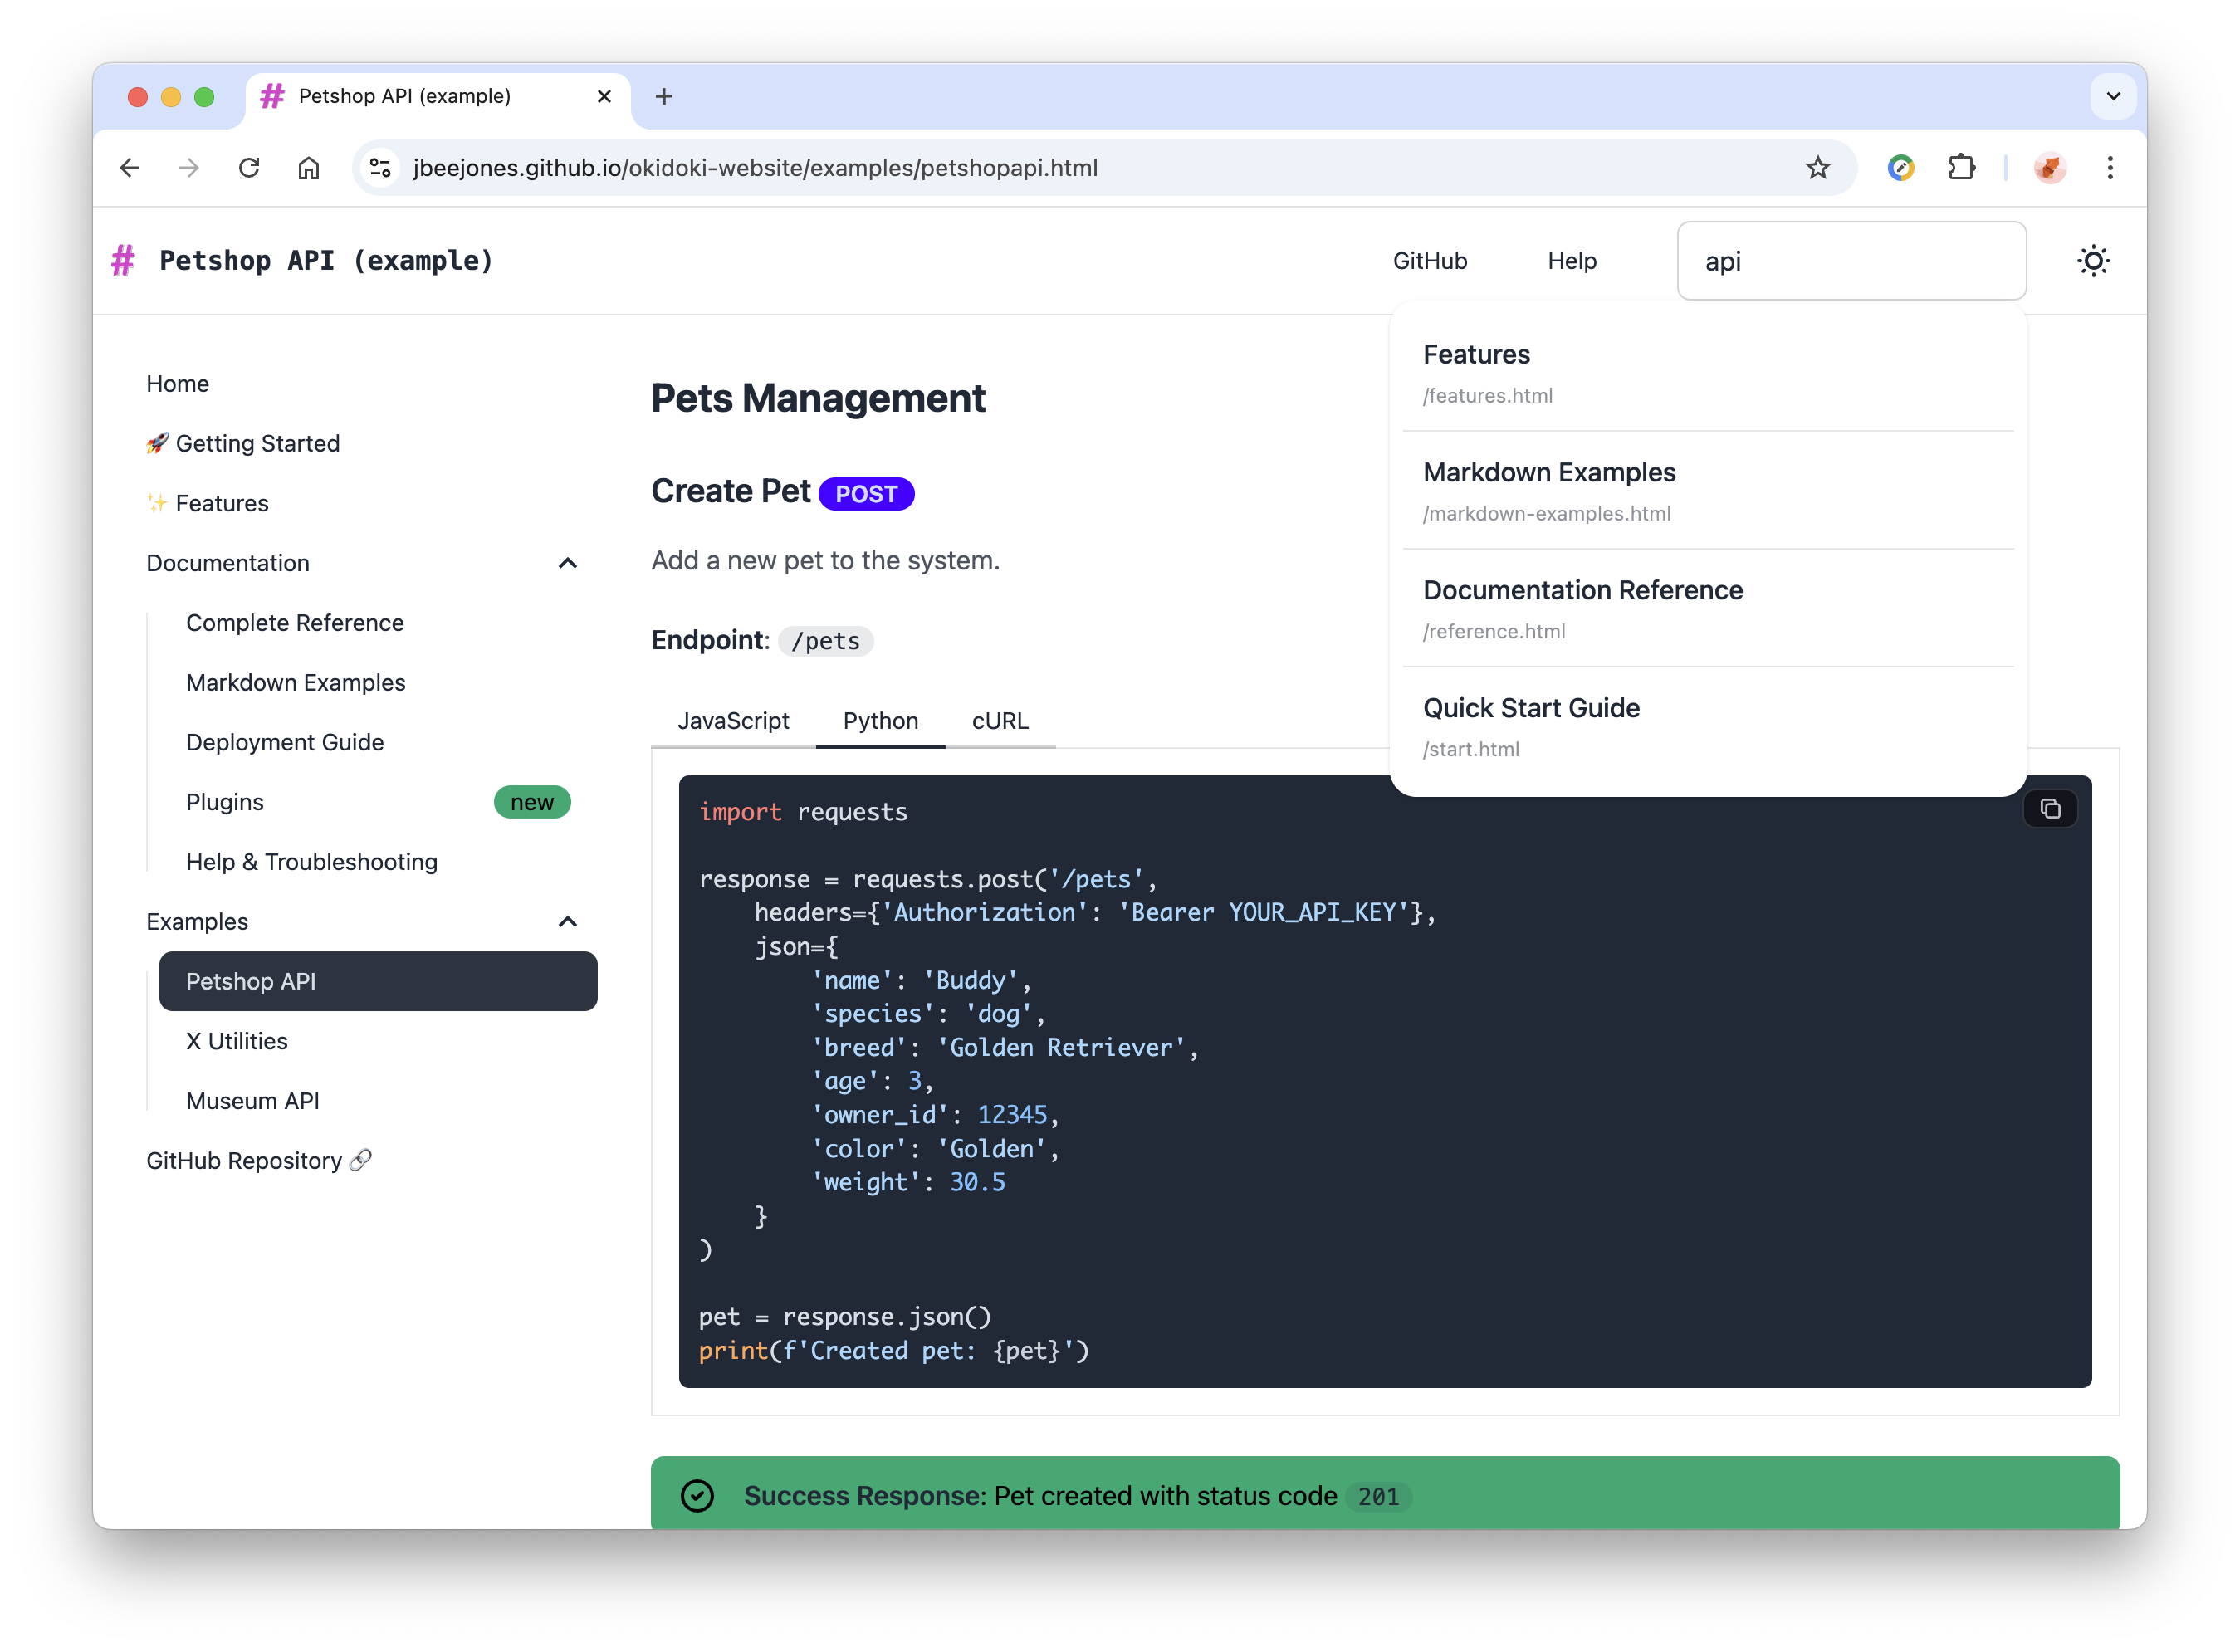 Petshop API (example)
jbeejones.github.io/okidoki-website/examples/petshopapi.html
# Petshop API (example)
GitHub
Help
api
Features
/features.html
Markdown Examples
/markdown-examples.html
Documentation Reference
/reference.html
Quick Start Guide
/start.html
Home
🚀 Getting Started
✨ Features
Documentation
Complete Reference
Markdown Examples
Deployment Guide
Plugins new
Help & Troubleshooting
Examples
Petshop API
X Utilities
Museum API
GitHub Repository 🔗
Pets Management
Create Pet POST
Add a new pet to the system.
Endpoint: /pets
JavaScript Python cURL
import requests
response = requests.post('/pets',
    headers={'Authorization': 'Bearer YOUR_API_KEY'},
    json={
        'name': 'Buddy',
        'species': 'dog',
        'breed': 'Golden Retriever',
        'age': 3,
        'owner_id': 12345,
        'color': 'Golden',
        'weight': 30.5
    }
)
pet = response.json()
print(f'Created pet: {pet}')
Success Response: Pet created with status code 201